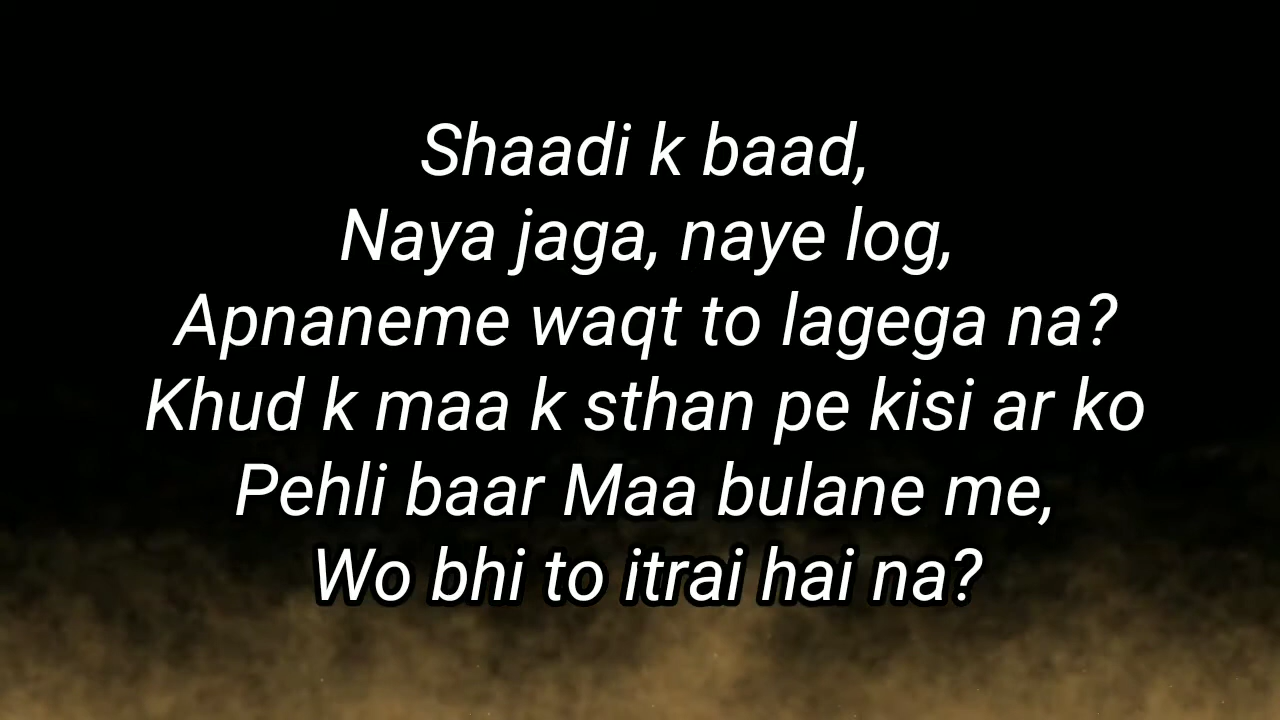 Shaadi k baad,
Naya jaga, naye log,
Apnaneme waqt to lagega na?
Khud k maa k sthan pe kisi ar ko
Pehli baar Maa bulane me,
Wo bhi to itrai hai na?